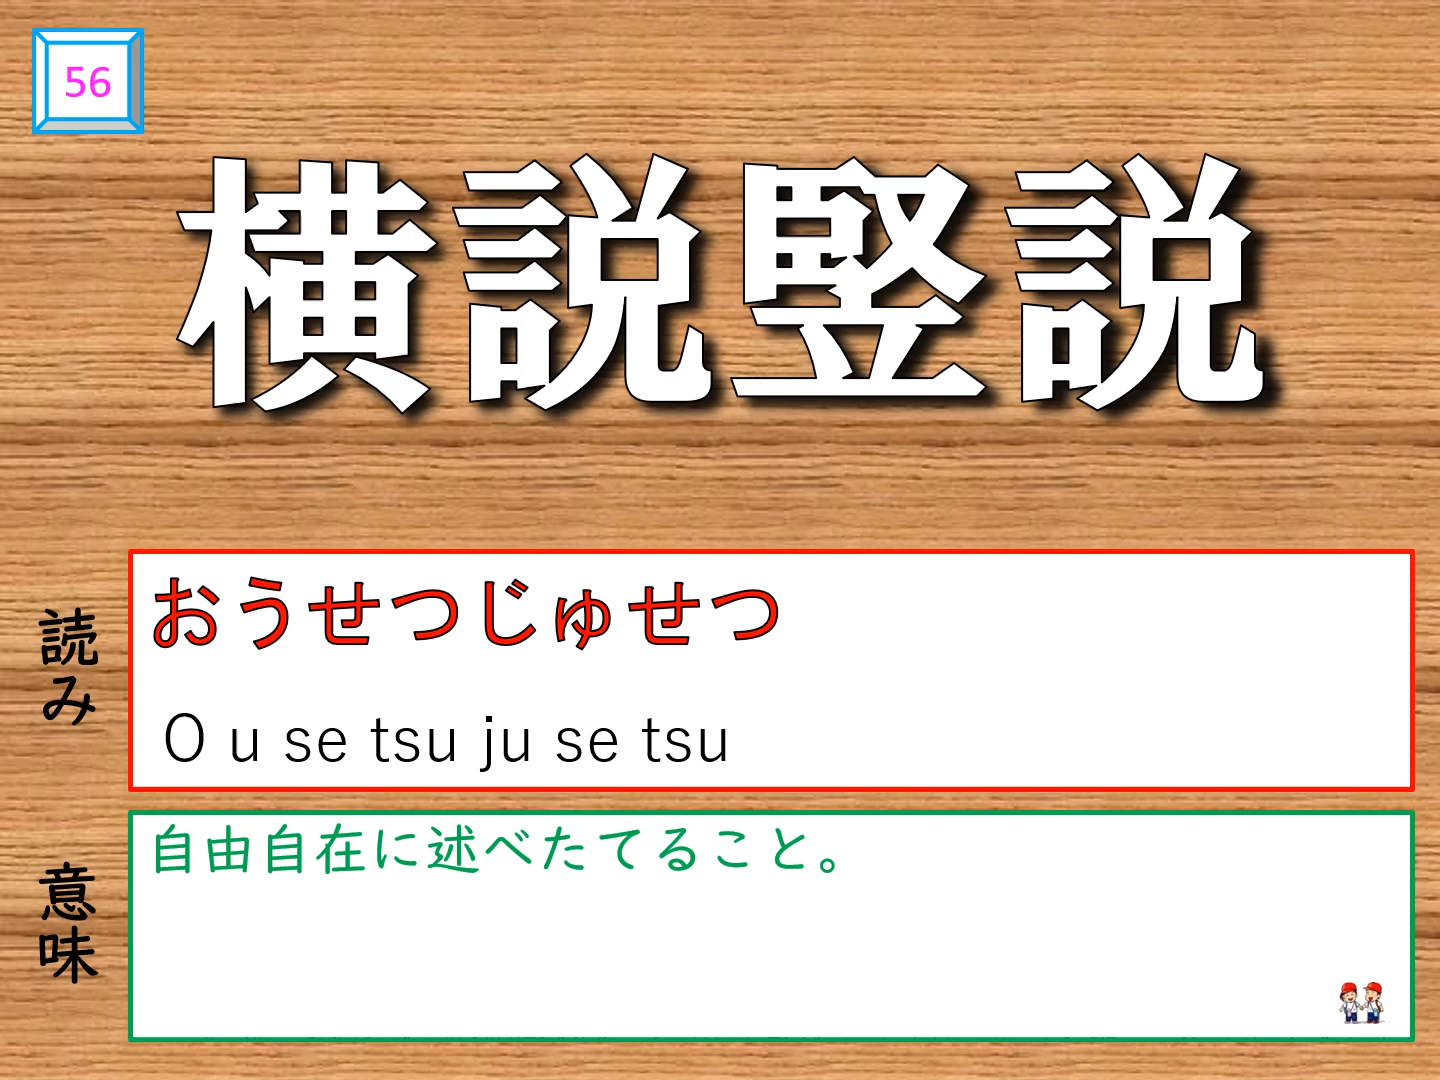 56
横説竪説
読み
おうせつじゅせつ
O u se tsu ju se tsu
意味
自由自在に述べたてること。